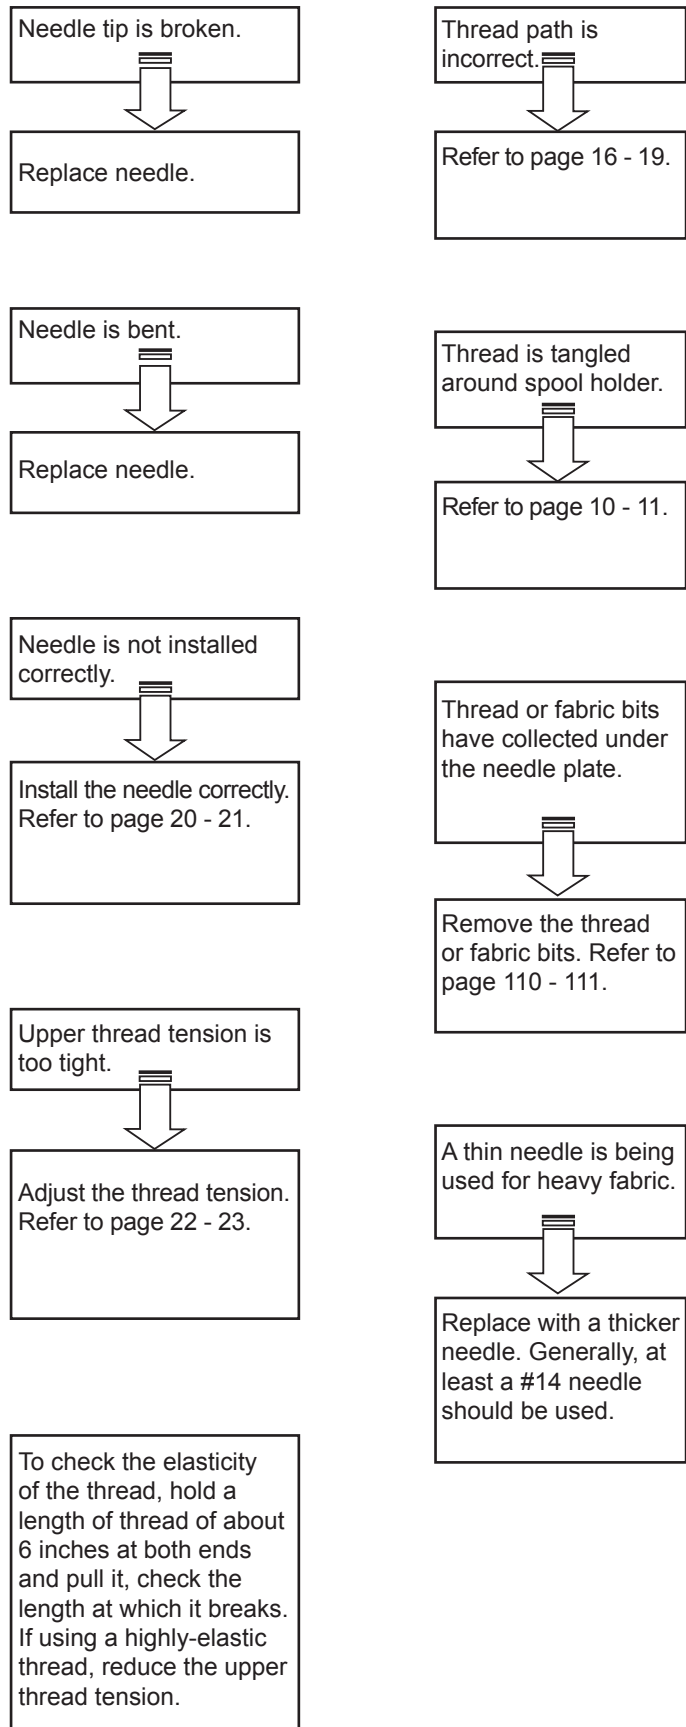 Needle tip is broken.
Replace needle.
Needle is bent.
Replace needle.
Needle is not installed
correctly.
Install the needle correctly.
Refer to page 20 - 21.
Upper thread tension is
too tight.
Adjust the thread tension.
Refer to page 22 - 23.
To check the elasticity
of the thread, hold a
length of thread of about
6 inches at both ends
and pull it, check the
length at which it breaks.
If using a highly-elastic
thread, reduce the upper
thread tension.
Thread path is
incorrect.
Refer to page 16 - 19.
Thread is tangled
around spool holder.
Refer to page 10 - 11.
Thread or fabric bits
have collected under
the needle plate.
Remove the thread
or fabric bits. Refer to
page 110 - 111.
A thin needle is being
used for heavy fabric.
Replace with a thicker
needle. Generally, at
least a #14 needle
should be used.